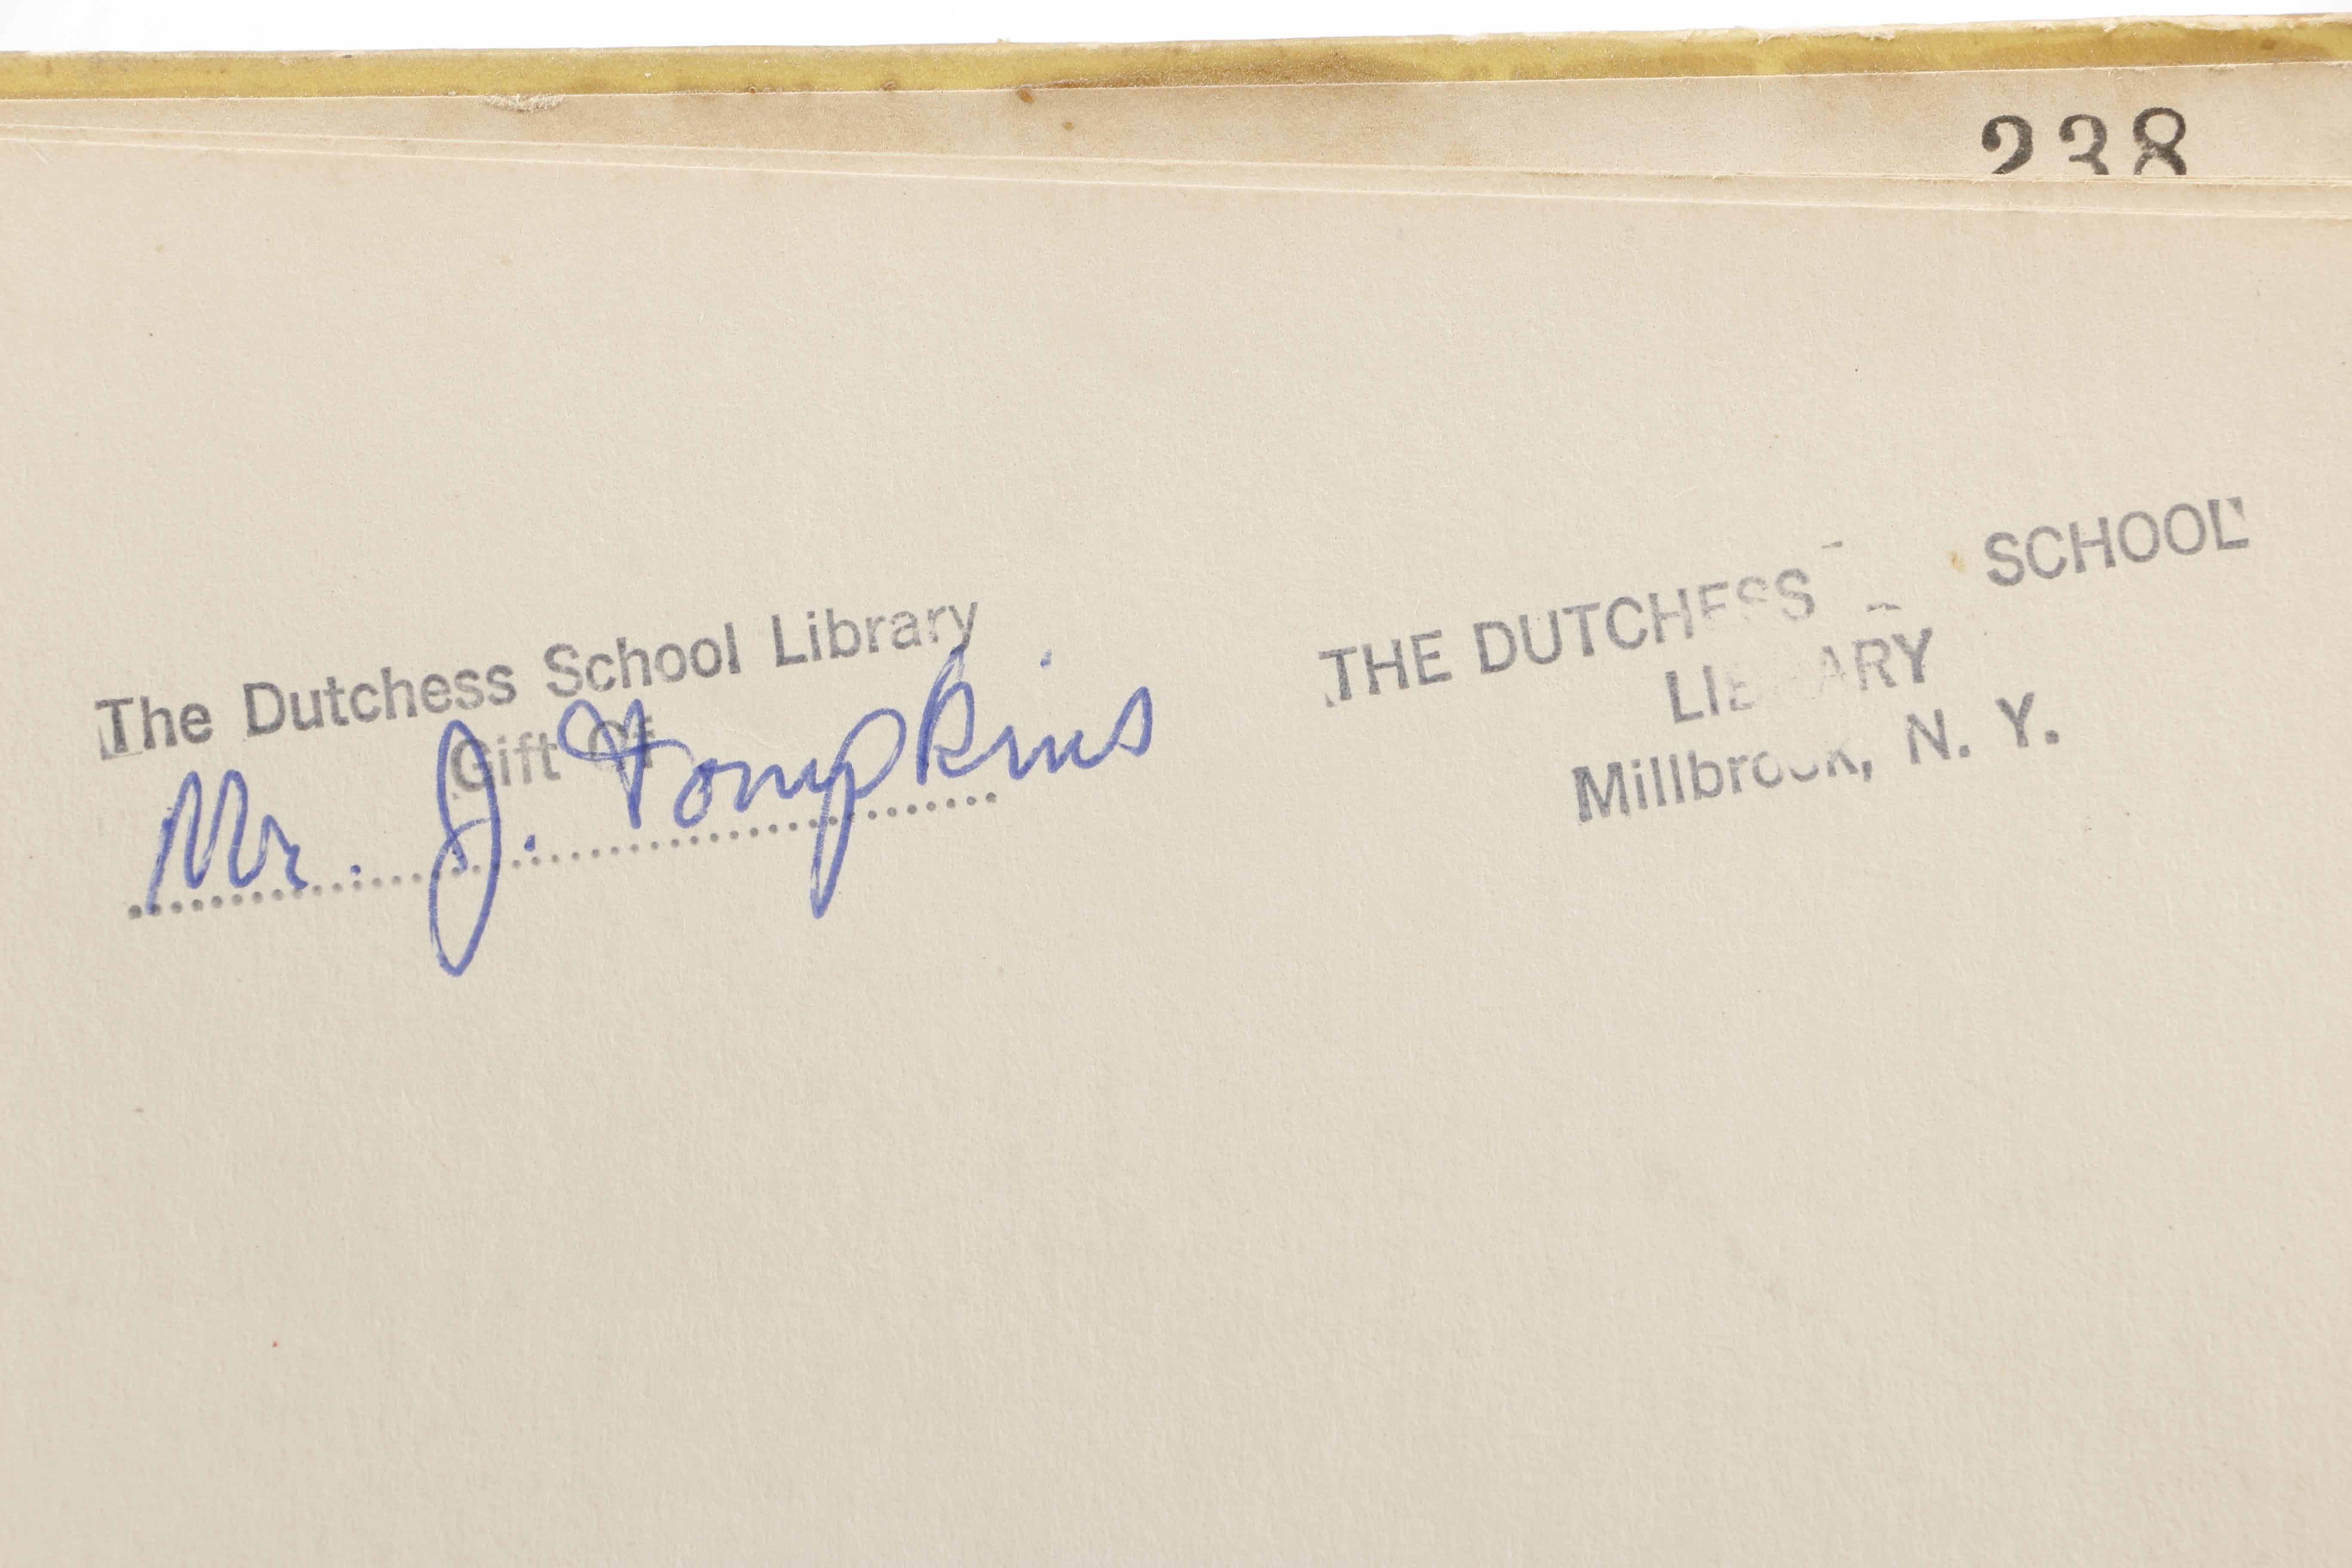 238
The Dutchess School Library
Gift Of
Mr. J. Tompkins
THE DUTCHESS SCHOOL
LIBRARY
Millbrook, N. Y.